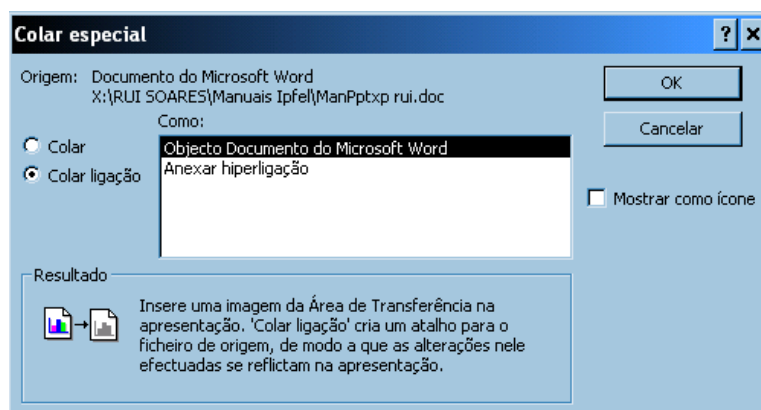 Colar especial
Origem: Documento do Microsoft Word
X:\RUI SOARES\Manuais Ipfel\ManPptxp rui.doc
OK
Cancelar
Como:
Colar
Colar ligação
Objecto Documento do Microsoft Word
Anexar hiperligação
Mostrar como ícone
Resultado
Insere uma imagem da Área de Transferência na
apresentação. 'Colar ligação' cria um atalho para o
ficheiro de origem, de modo a que as alterações nele
efectuadas se reflictam na apresentação.